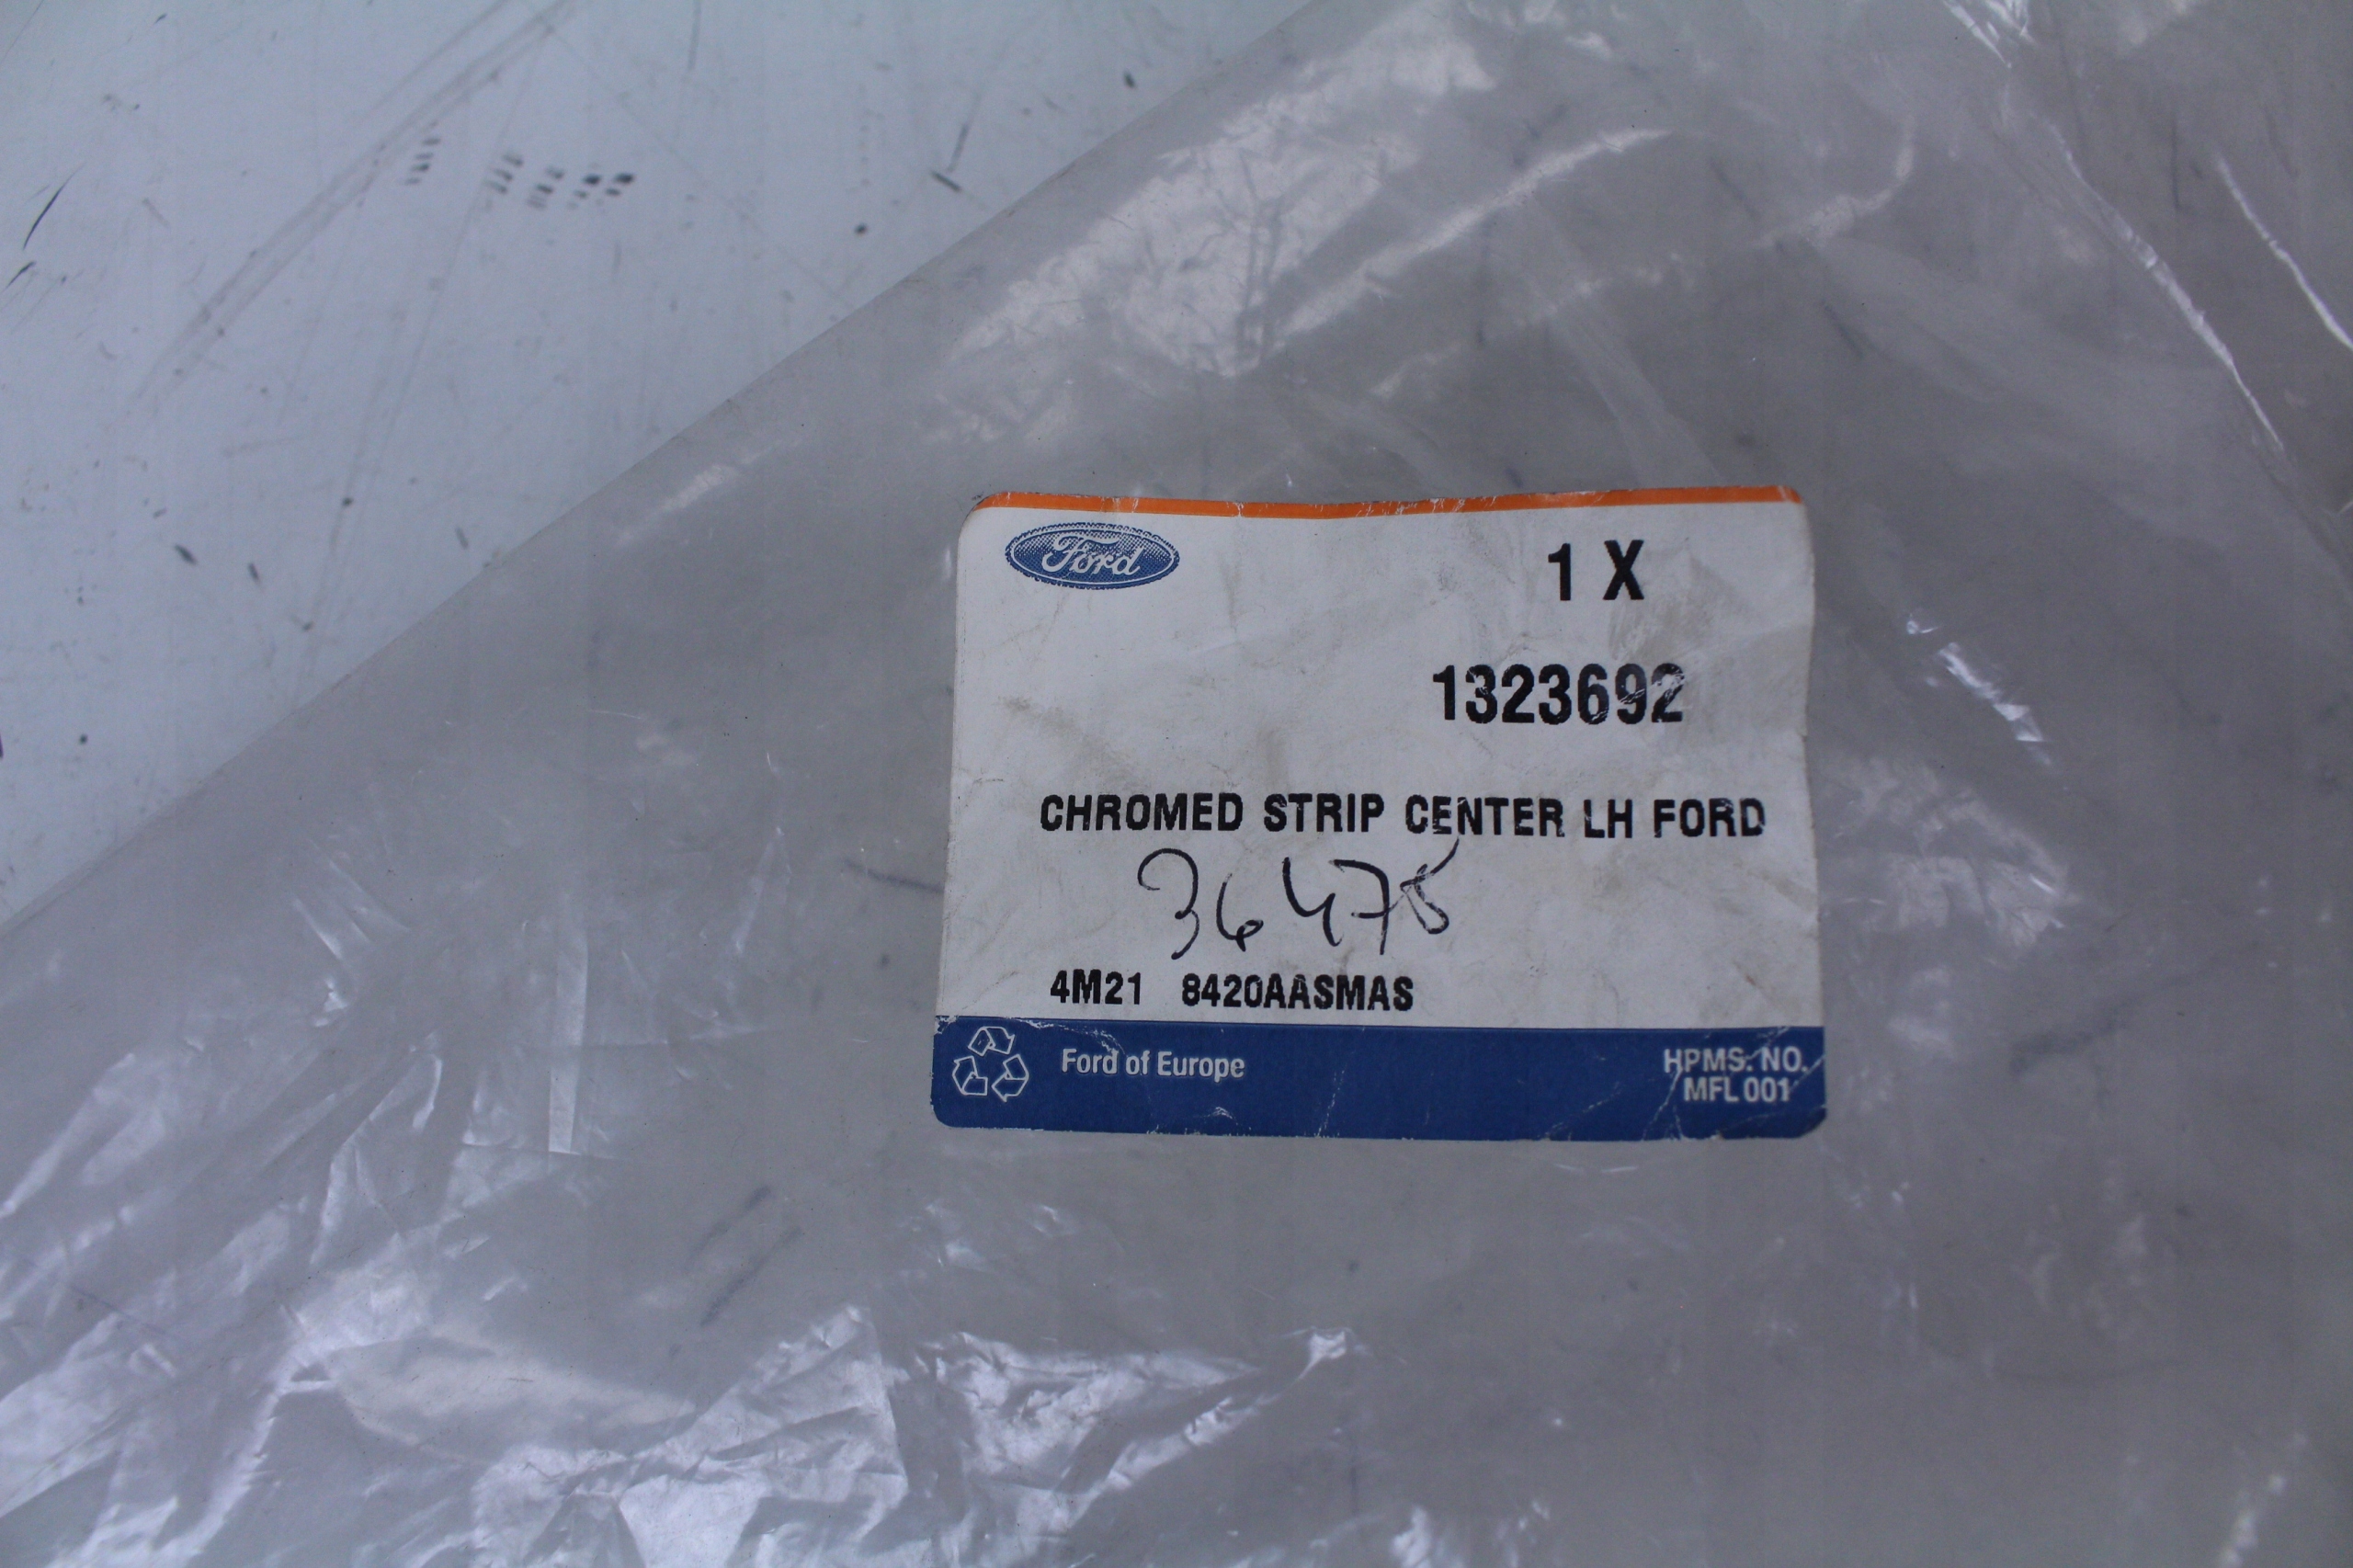 Ford
1 X
1323692
CHROMED STRIP CENTER LH FORD
36475
4M21 8420AASMAS
Ford of Europe
HPMS. NO.
MFL 001